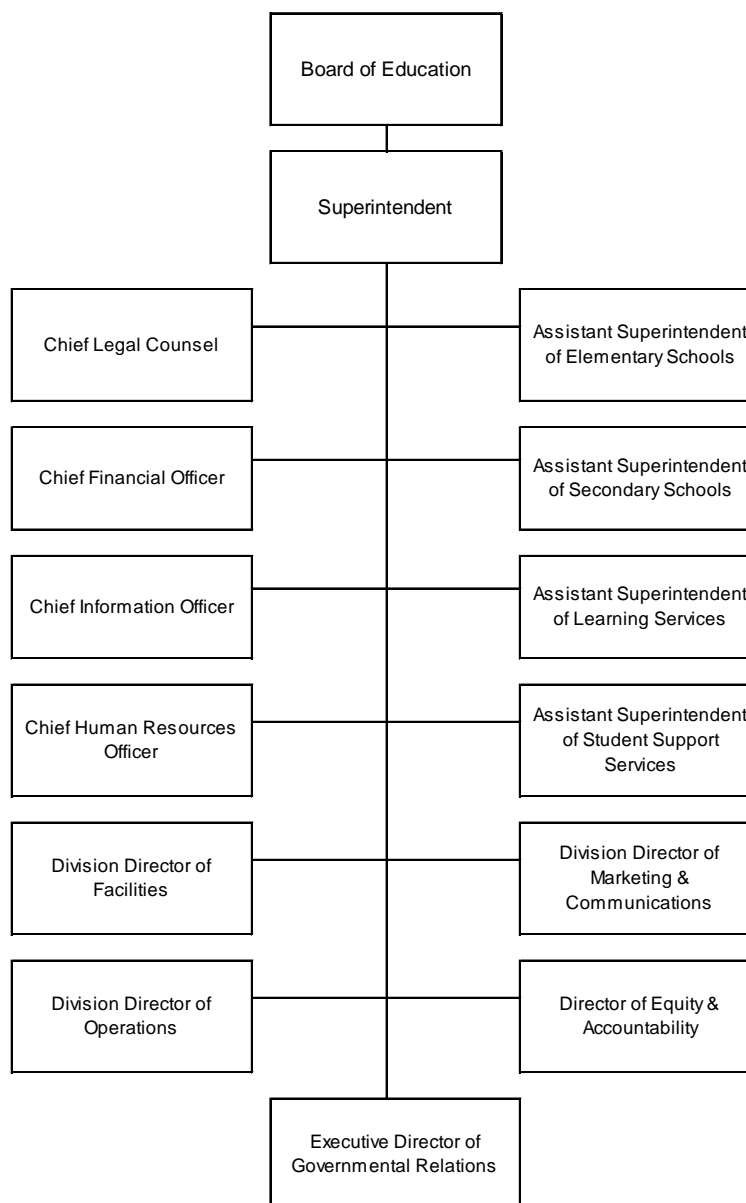 Board of Education
Superintendent
Chief Legal Counsel
Assistant Superintendent
of Elementary Schools
Chief Financial Officer
Assistant Superintendent
of Secondary Schools
Chief Information Officer
Assistant Superintendent
of Learning Services
Chief Human Resources
Officer
Assistant Superintendent
of Student Support
Services
Division Director of
Facilities
Division Director of
Marketing &
Communications
Division Director of
Operations
Director of Equity &
Accountability
Executive Director of
Governmental Relations